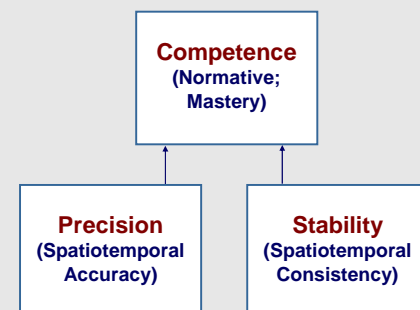 Competence
(Normative;
Mastery)
Precision
(Spatiotemporal
Accuracy)
Stability
(Spatiotemporal
Consistency)